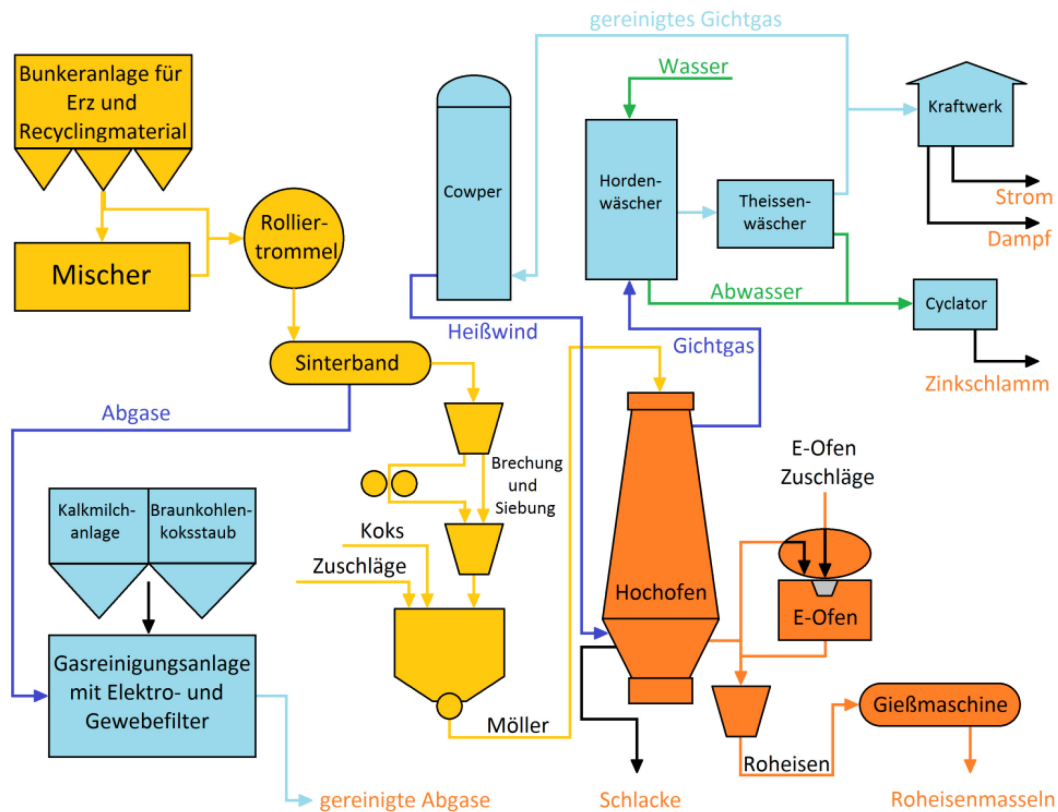 gereinigtes Gichtgas
Bunkeranlage für
Erz und
Recyclingmaterial
Wasser
Kraftwerk
Cowper
Horden-
wäscher
Theissen-
wäscher
Strom
Dampf
Rollier-
trommel
Mischer
Abwasser
Cyclator
Heißwind
Gichtgas
Sinterband
Zinkschlamm
Abgase
E-Ofen
Zuschläge
Brechung
und
Siebung
Kalkmilch-
anlage
Braunkohlen-
koksstaub
Koks
Zuschläge
Hochofen
E-Ofen
Gasreinigungsanlage
mit Elektro- und
Gewebefilter
Möller
Gießmaschine
Roheisen
gereinigte Abgase
Schlacke
Roheisenmasseln